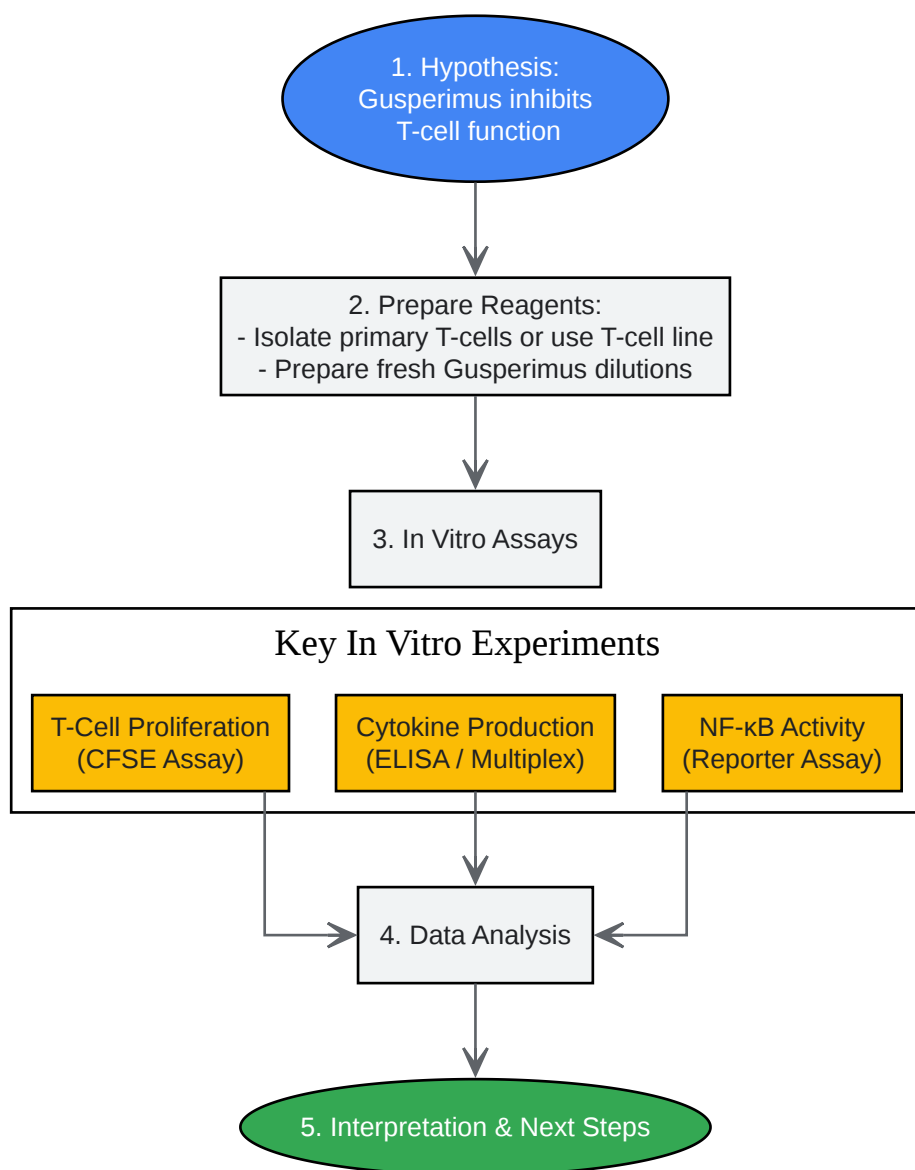 1. Hypothesis:
Gusperimus inhibits
T-cell function
2. Prepare Reagents:
- Isolate primary T-cells or use T-cell line
- Prepare fresh Gusperimus dilutions
3. In Vitro Assays
Key In Vitro Experiments
T-Cell Proliferation
(CFSE Assay)
Cytokine Production
(ELISA / Multiplex)
NF-κB Activity
(Reporter Assay)
4. Data Analysis
5. Interpretation & Next Steps